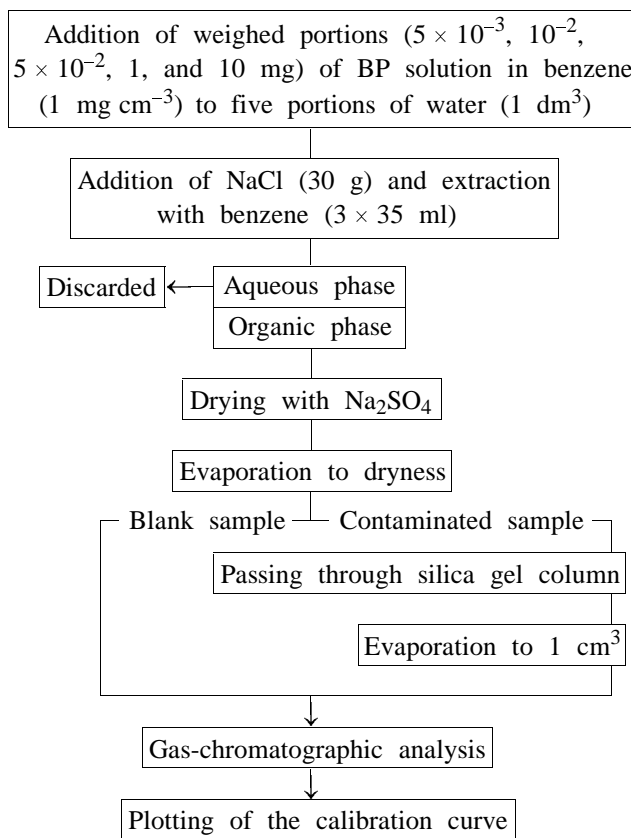 Addition of weighed portions (5 × 10⁻³, 10⁻²,
5 × 10⁻², 1, and 10 mg) of BP solution in benzene
(1 mg cm⁻³) to five portions of water (1 dm³)
Addition of NaCl (30 g) and extraction
with benzene (3 × 35 ml)
Discarded
Aqueous phase
Organic phase
Drying with Na₂SO₄
Evaporation to dryness
Blank sample
Contaminated sample
Passing through silica gel column
Evaporation to 1 cm³
Gas-chromatographic analysis
Plotting of the calibration curve